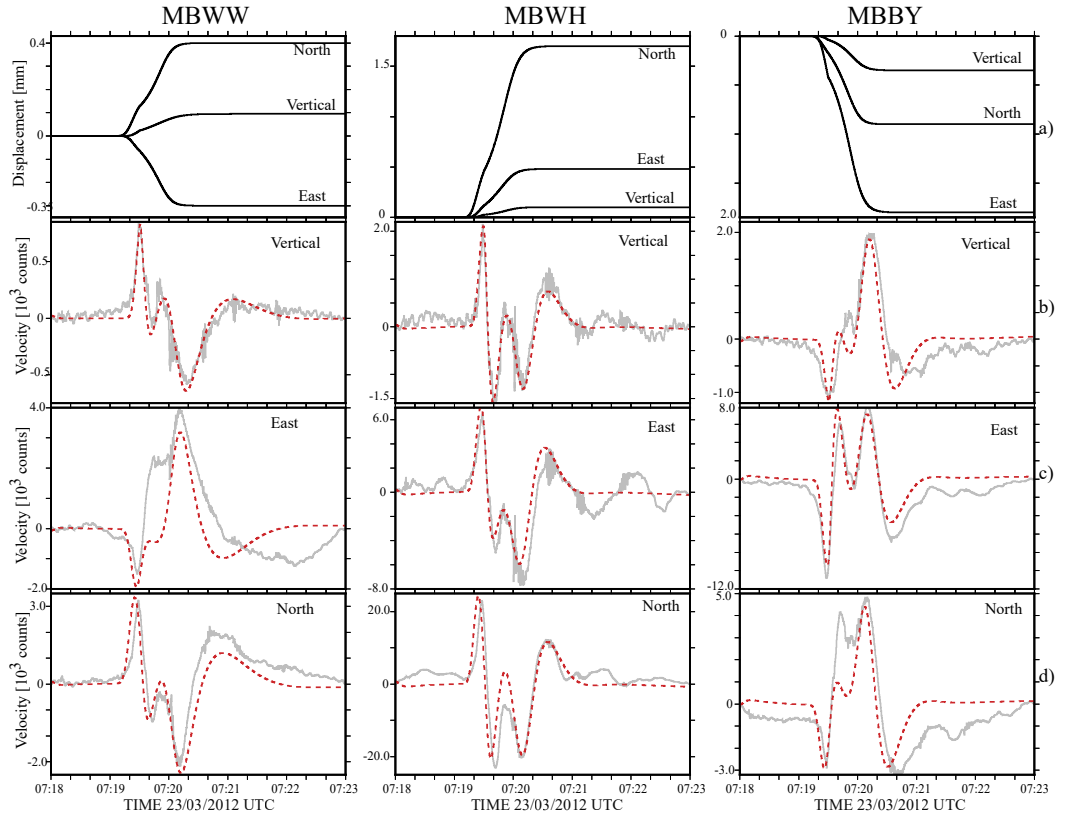 MBWW MBWH MBBY
Displacement [mm]
0.4
0
-0.35
North
Vertical
East
1.5
0
North
East
Vertical
0
2.0
Vertical
North
East
a)
Velocity [10³ counts]
0.5
0
-0.5
Vertical
2.0
0
-1.5
Vertical
2.0
0
-1.0
Vertical
b)
Velocity [10³ counts]
4.0
0
-2.0
East
6.0
0
-8.0
East
8.0
0
-12.0
East
c)
Velocity [10³ counts]
3.0
0
-2.0
North
20.0
0
-20.0
North
5.0
0
-3.0
North
d)
07:18 07:19 07:20 07:21 07:22 07:23
07:18 07:19 07:20 07:21 07:22 07:23
07:18 07:19 07:20 07:21 07:22 07:23
TIME 23/03/2012 UTC TIME 23/03/2012 UTC TIME 23/03/2012 UTC